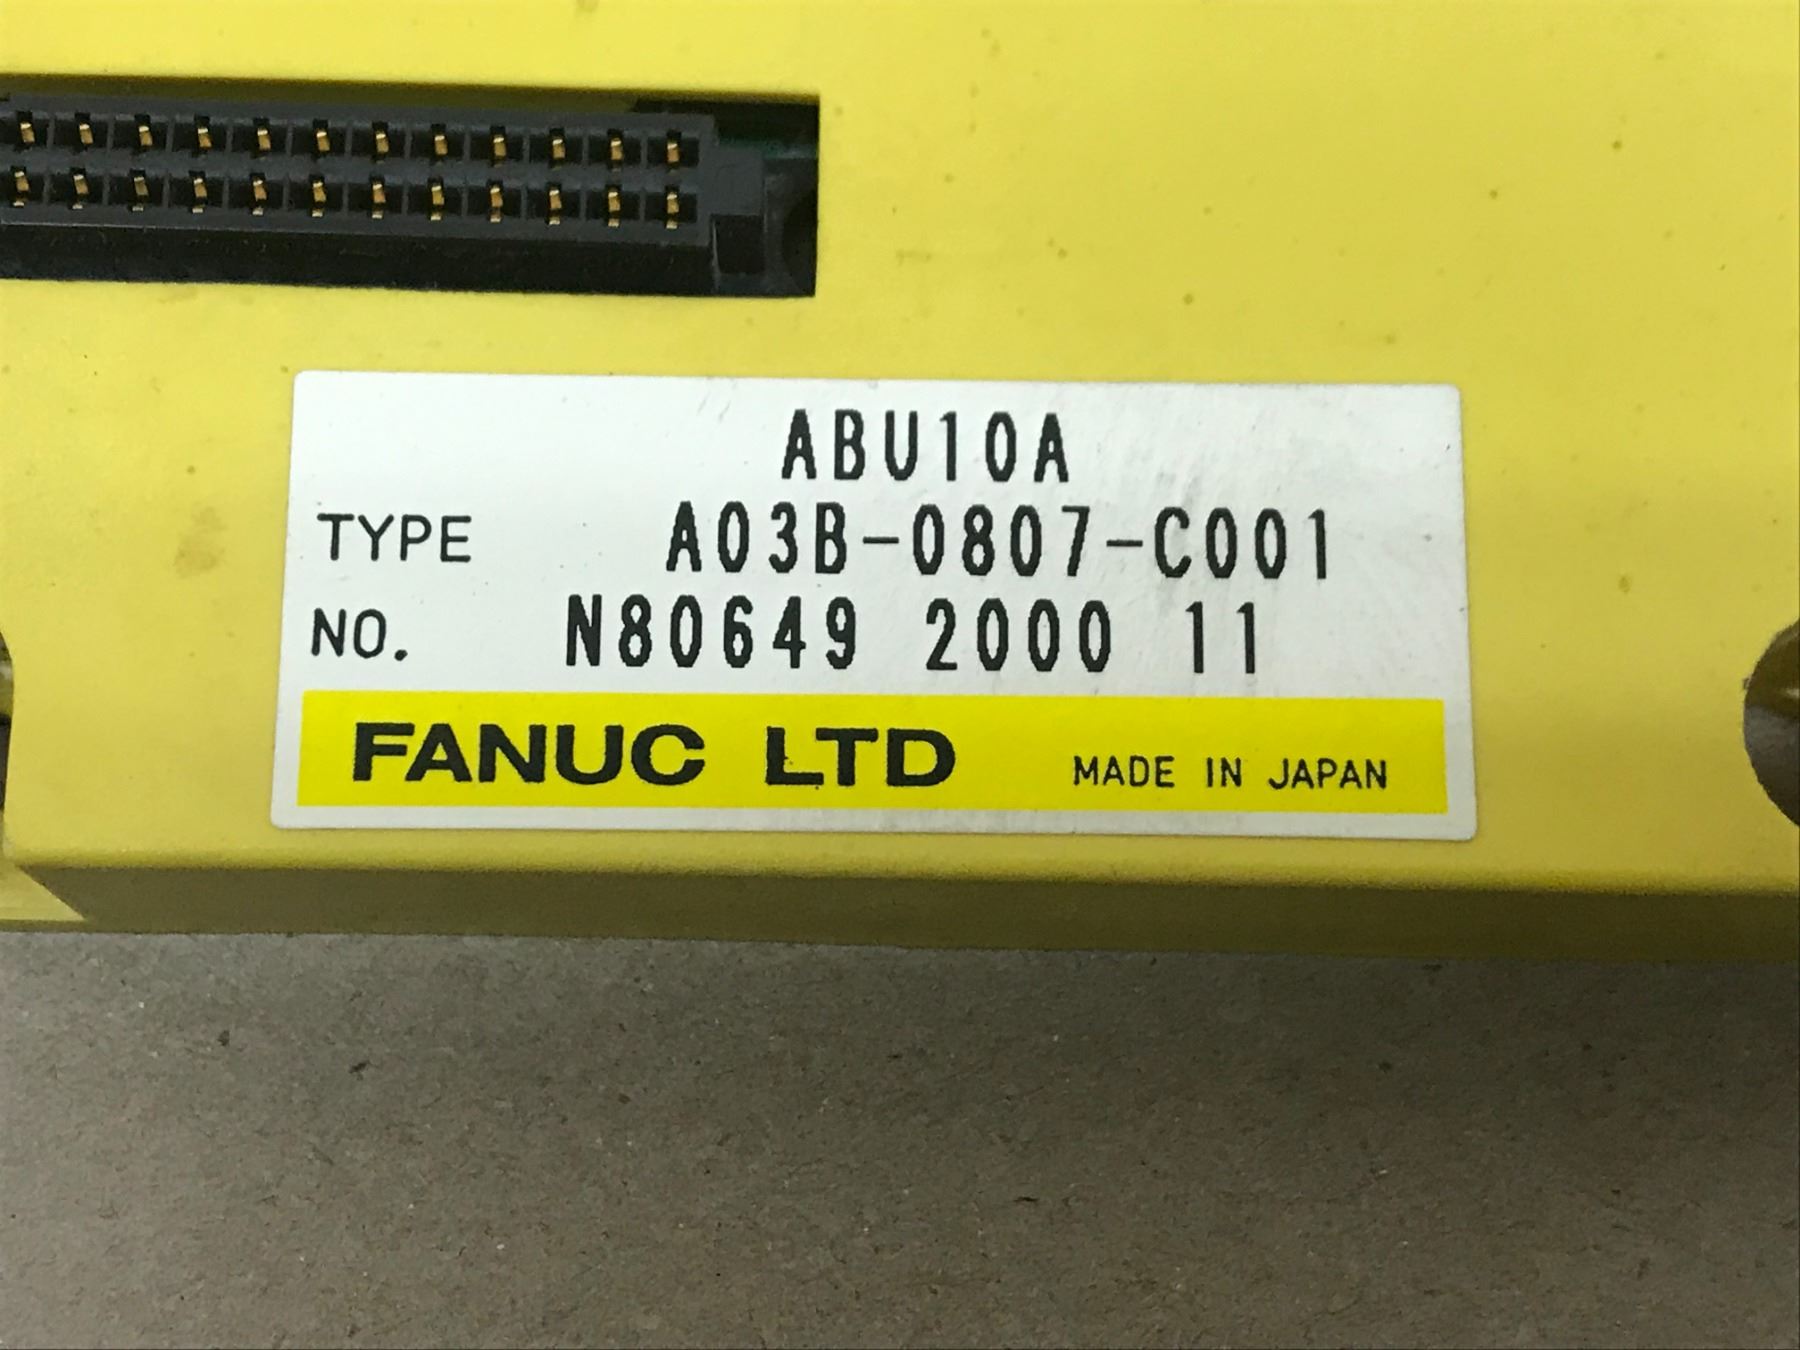 ABU10A
TYPE A03B-0807-C001
NO. N80649 2000 11
FANUC LTD MADE IN JAPAN